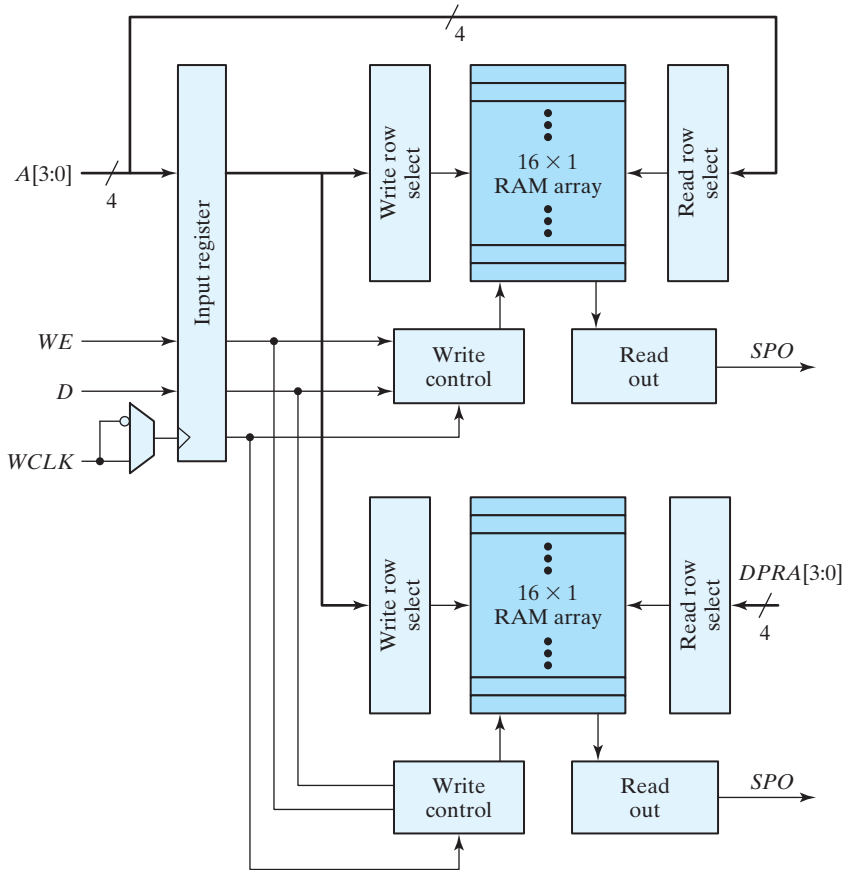 4
A[3:0]
4
Input register
Write row
select
16 × 1
RAM array
Read row
select
WE
D
WCLK
Write
control
Read
out
SPO
Write row
select
16 × 1
RAM array
Read row
select
DPRA[3:0]
4
Write
control
Read
out
SPO